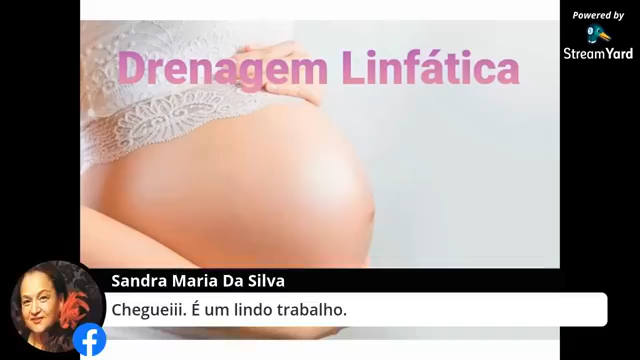 Powered by
StreamYard
Drenagem Linfática
Sandra Maria Da Silva
Chegueiii. É um lindo trabalho.